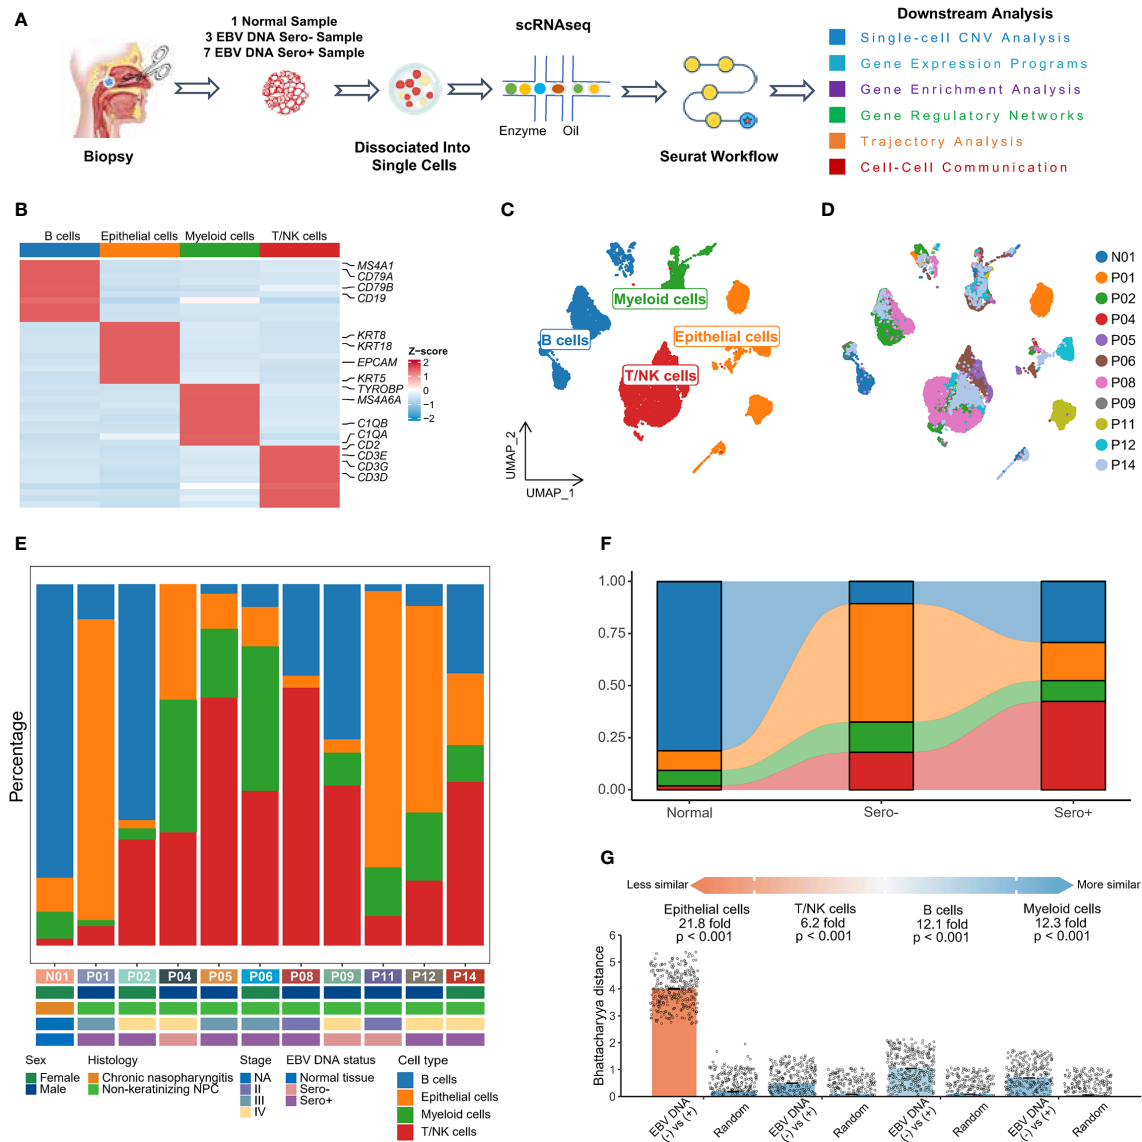 A
1 Normal Sample
3 EBV DNA Sero- Sample
7 EBV DNA Sero+ Sample
Biopsy
Dissociated Into
Single Cells
scRNAseq
Enzyme Oil
Seurat Workflow
Downstream Analysis
Single-cell CNV Analysis
Gene Expression Programs
Gene Enrichment Analysis
Gene Regulatory Networks
Trajectory Analysis
Cell-Cell Communication
B
B cells Epithelial cells Myeloid cells T/NK cells
MS4A1
CD79A
CD79B
CD19
KRT8
KRT18
EPCAM
KRT5
TYROBP
MS4A6A
C1QB
C1QA
CD2
CD3E
CD3G
CD3D
Z-score
2
1
0
−1
−2
C
Myeloid cells
B cells
Epithelial cells
T/NK cells
UMAP_2
UMAP_1
D
N01
P01
P02
P04
P05
P06
P08
P09
P11
P12
P14
E
Percentage
N01 P01 P02 P04 P05 P06 P08 P09 P11 P12 P14
Sex
Female
Male
Histology
Chronic nasopharyngitis
Non-keratinizing NPC
Stage
NA
II
III
IV
EBV DNA status
Normal tissue
Sero-
Sero+
Cell type
B cells
Epithelial cells
Myeloid cells
T/NK cells
F
1.00
0.75
0.50
0.25
0.00
Normal Sero- Sero+
G
Less similar More similar
Epithelial cells T/NK cells B cells Myeloid cells
21.8 fold 6.2 fold 12.1 fold 12.3 fold
p < 0.001 p < 0.001 p < 0.001 p < 0.001
Bhattacharyya distance
6
5
4
3
2
1
0
EBV DNA
(-) vs (+)
Random
EBV DNA
(-) vs (+)
Random
EBV DNA
(-) vs (+)
Random
EBV DNA
(-) vs (+)
Random